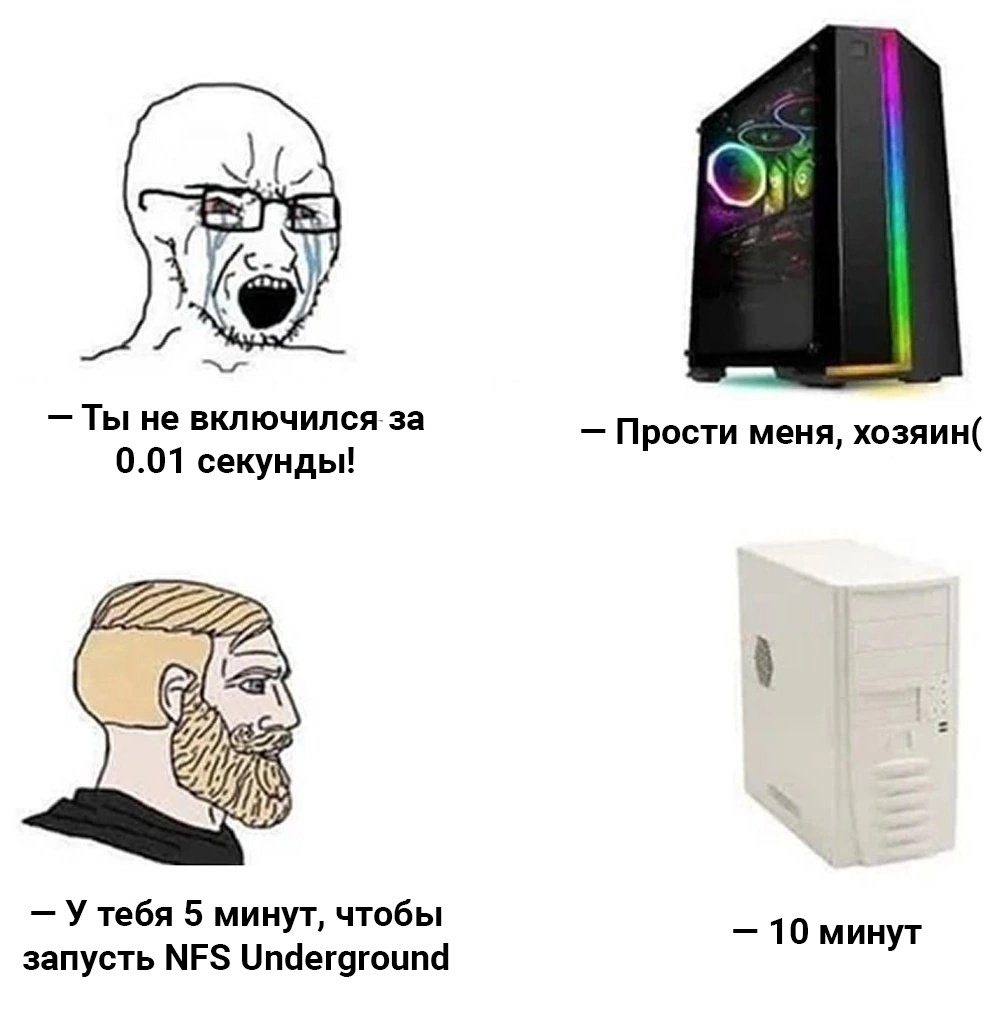 — Ты не включился за
0.01 секунды!
— Прости меня, хозяин(
— У тебя 5 минут, чтобы
запусть NFS Underground
— 10 минут